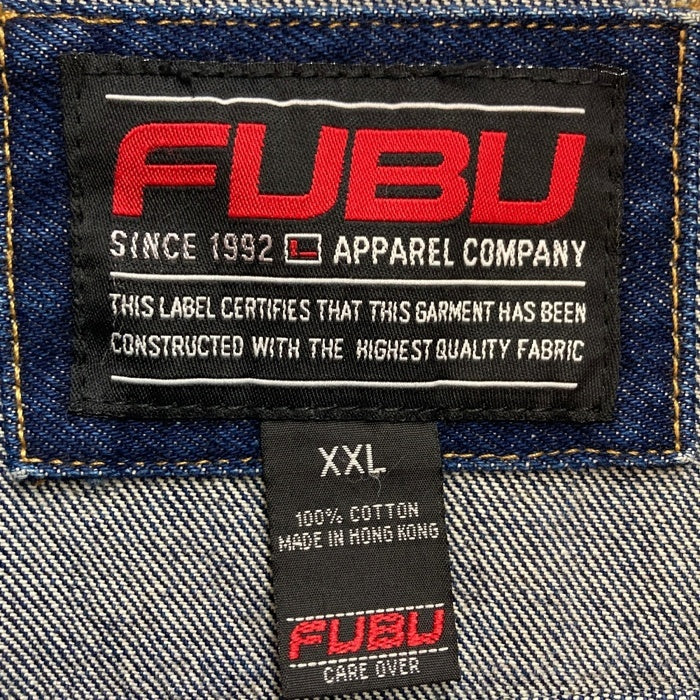 FUBU
SINCE 1992 APPAREL COMPANY
THIS LABEL CERTIFIES THAT THIS GARMENT HAS BEEN
CONSTRUCTED WITH THE HIGHEST QUALITY FABRIC
XXL
100% COTTON
MADE IN HONG KONG
FUBU
CARE OVER